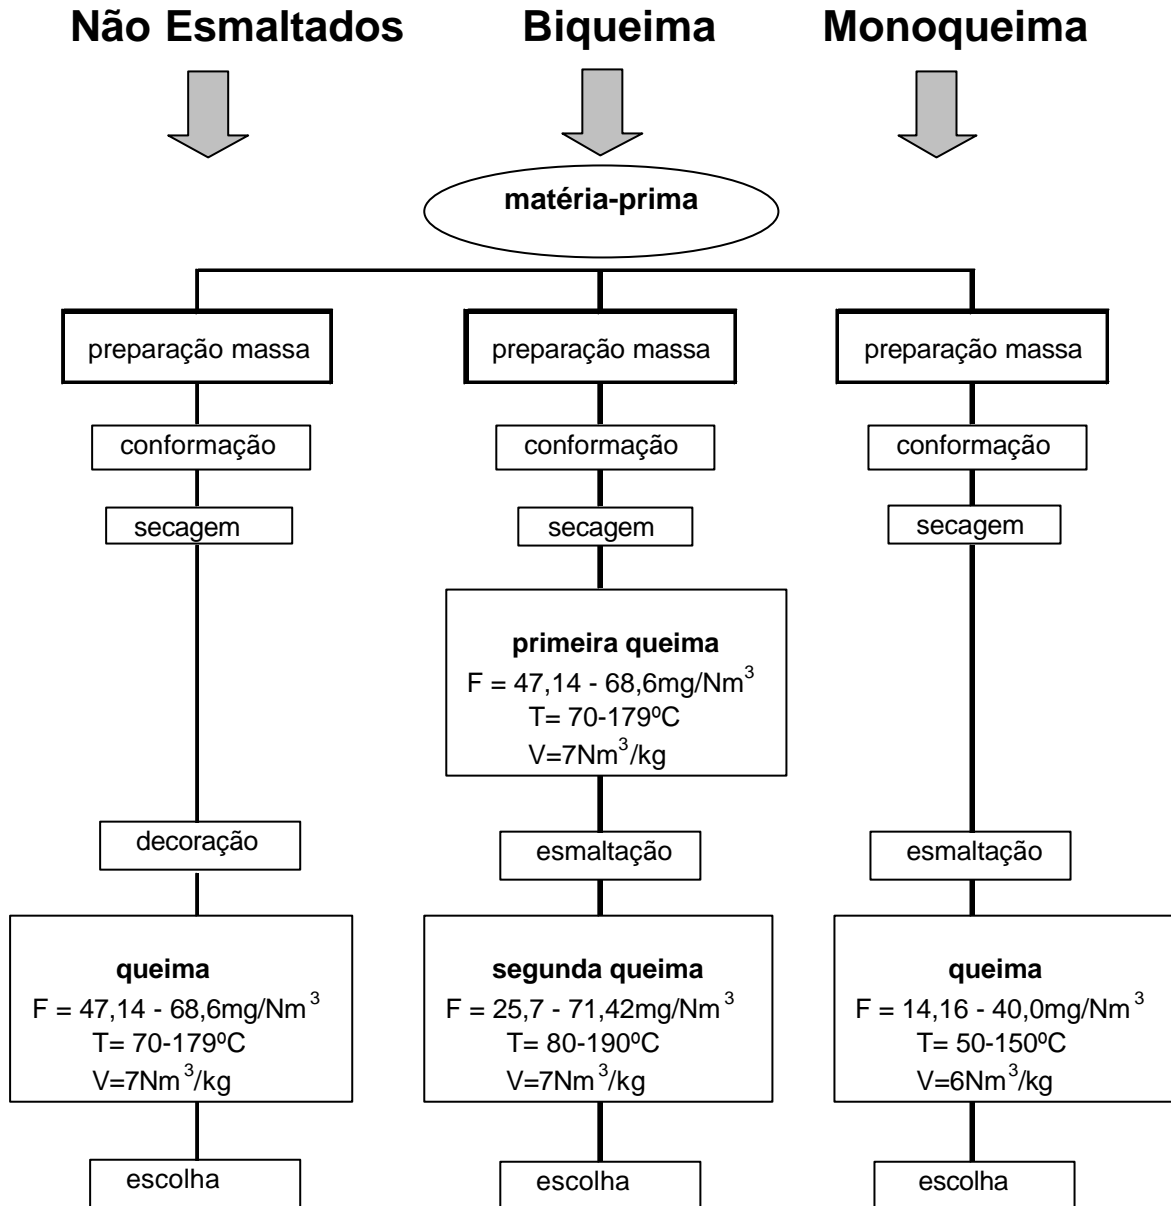 Não Esmaltados
Biqueima
Monoqueima
matéria-prima
preparação massa
preparação massa
preparação massa
conformação
conformação
conformação
secagem
secagem
secagem
primeira queima
F = 47,14 - 68,6mg/Nm³
T= 70-179ºC
V=7Nm³/kg
decoração
esmaltação
esmaltação
queima
F = 47,14 - 68,6mg/Nm³
T= 70-179ºC
V=7Nm³/kg
segunda queima
F = 25,7 - 71,42mg/Nm³
T= 80-190ºC
V=7Nm³/kg
queima
F = 14,16 - 40,0mg/Nm³
T= 50-150ºC
V=6Nm³/kg
escolha
escolha
escolha